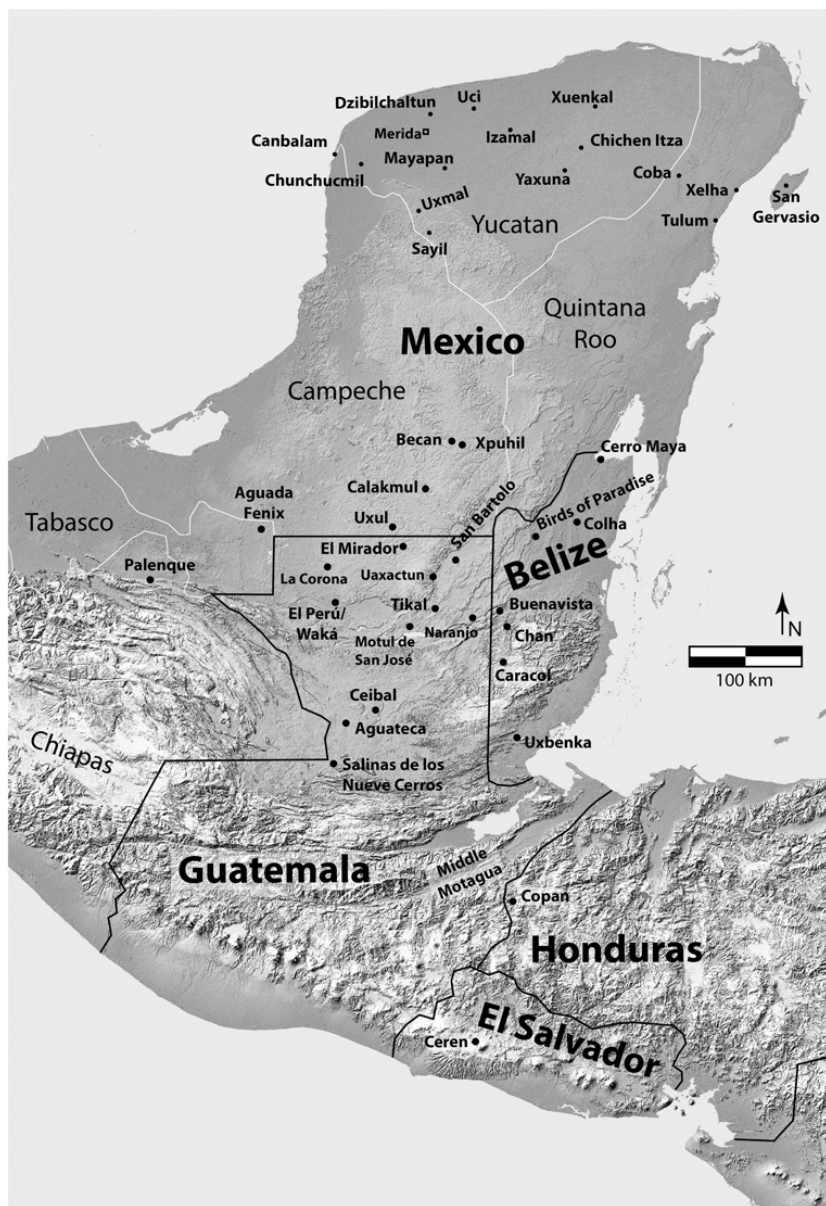 Dzibilchaltun
Uci
Xuenkal
Merida
Izamal
Canbalam
Chichen Itza
Mayapan
Chunchucmil
Yaxuna
Coba
Xelha
San
Gervasio
Uxmal
Yucatan
Tulum
Sayil
Quintana
Roo
Mexico
Campeche
Becan
Xpuhil
Cerro Maya
Calakmul
Aguada
Fenix
San Bartolo
Birds of Paradise
Tabasco
Uxul
Colha
El Mirador
Belize
Palenque
La Corona
Uaxactun
El Perú/
Waká
Tikal
Buenavista
Naranjo
Chan
Motul de
San José
N
Caracol
100 km
Ceibal
Aguateca
Chiapas
Uxbenka
Salinas de los
Nueve Cerros
Guatemala
Middle
Motagua
Copan
Honduras
El Salvador
Ceren